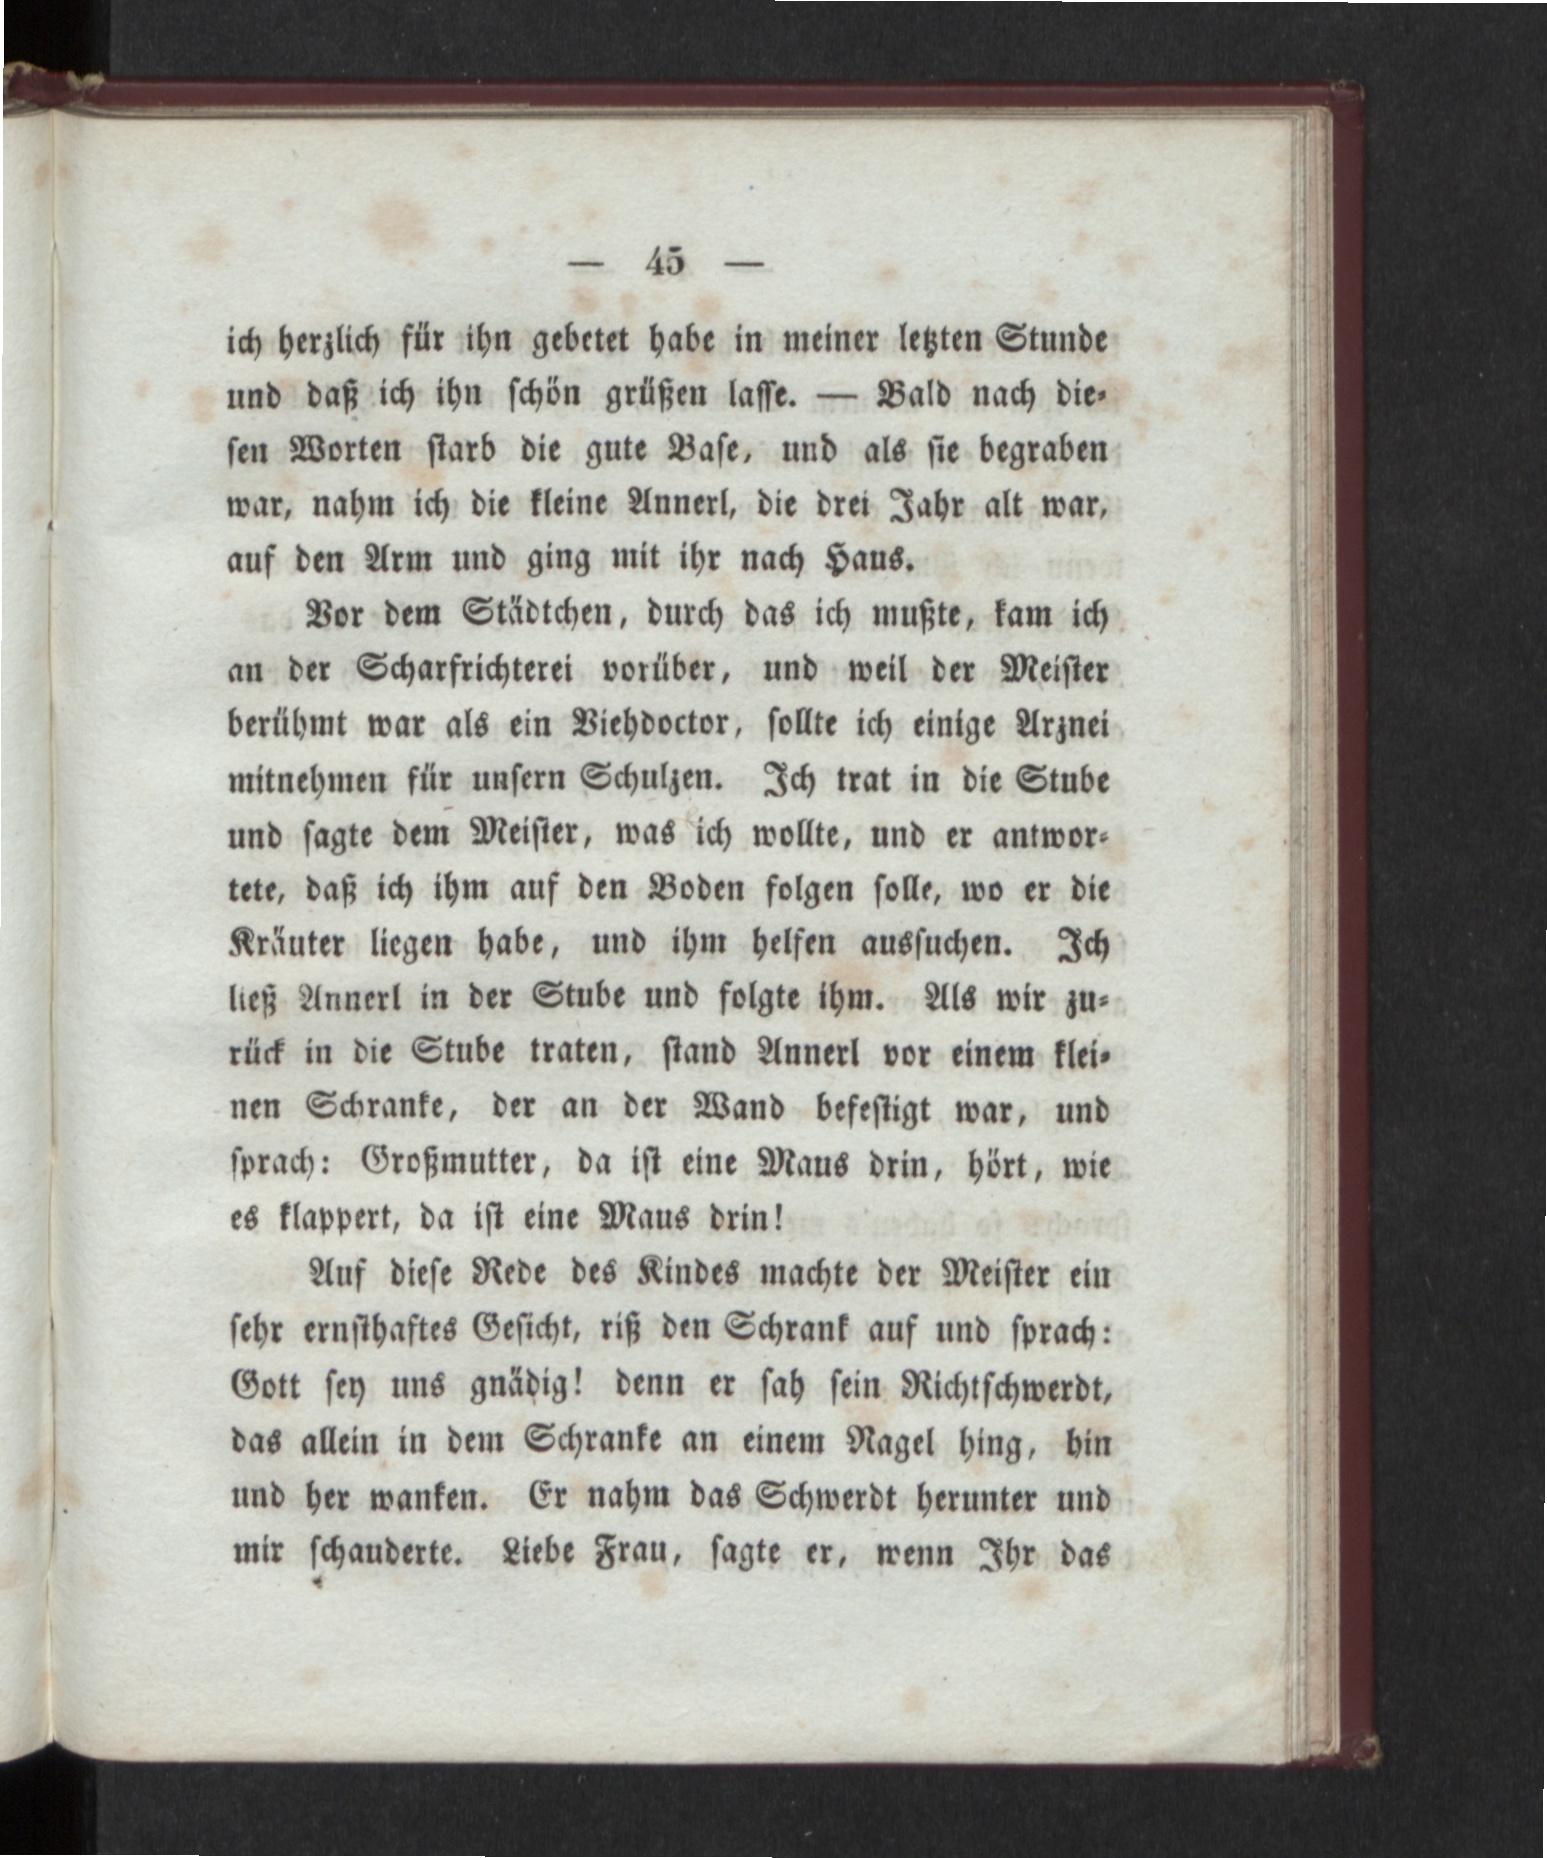 — 45 —
ich herzlich für ihn gebetet habe in meiner letzten Stunde
und daß ich ihn schön grüßen lasse. — Bald nach die-
sen Worten starb die gute Base, und als sie begraben
war, nahm ich die kleine Annerl, die drei Jahr alt war,
auf den Arm und ging mit ihr nach Haus.
Vor dem Städtchen, durch das ich mußte, kam ich
an der Scharfrichterei vorüber, und weil der Meister
berühmt war als ein Viehdoctor, sollte ich einige Arznei
mitnehmen für unsern Schulzen. Ich trat in die Stube
und sagte dem Meister, was ich wollte, und er antwor-
tete, daß ich ihm auf den Boden folgen solle, wo er die
Kräuter liegen habe, und ihm helfen aussuchen. Ich
ließ Annerl in der Stube und folgte ihm. Als wir zu-
rück in die Stube traten, stand Annerl vor einem klei-
nen Schranke, der an der Wand befestigt war, und
sprach: Großmutter, da ist eine Maus drin, hört, wie
es klappert, da ist eine Maus drin!
Auf diese Rede des Kindes machte der Meister ein
sehr ernsthaftes Gesicht, riß den Schrank auf und sprach:
Gott sey uns gnädig! denn er sah sein Richtschwerdt,
das allein in dem Schranke an einem Nagel hing, hin
und her wanken. Er nahm das Schwerdt herunter und
mir schauderte. Liebe Frau, sagte er, wenn Ihr das